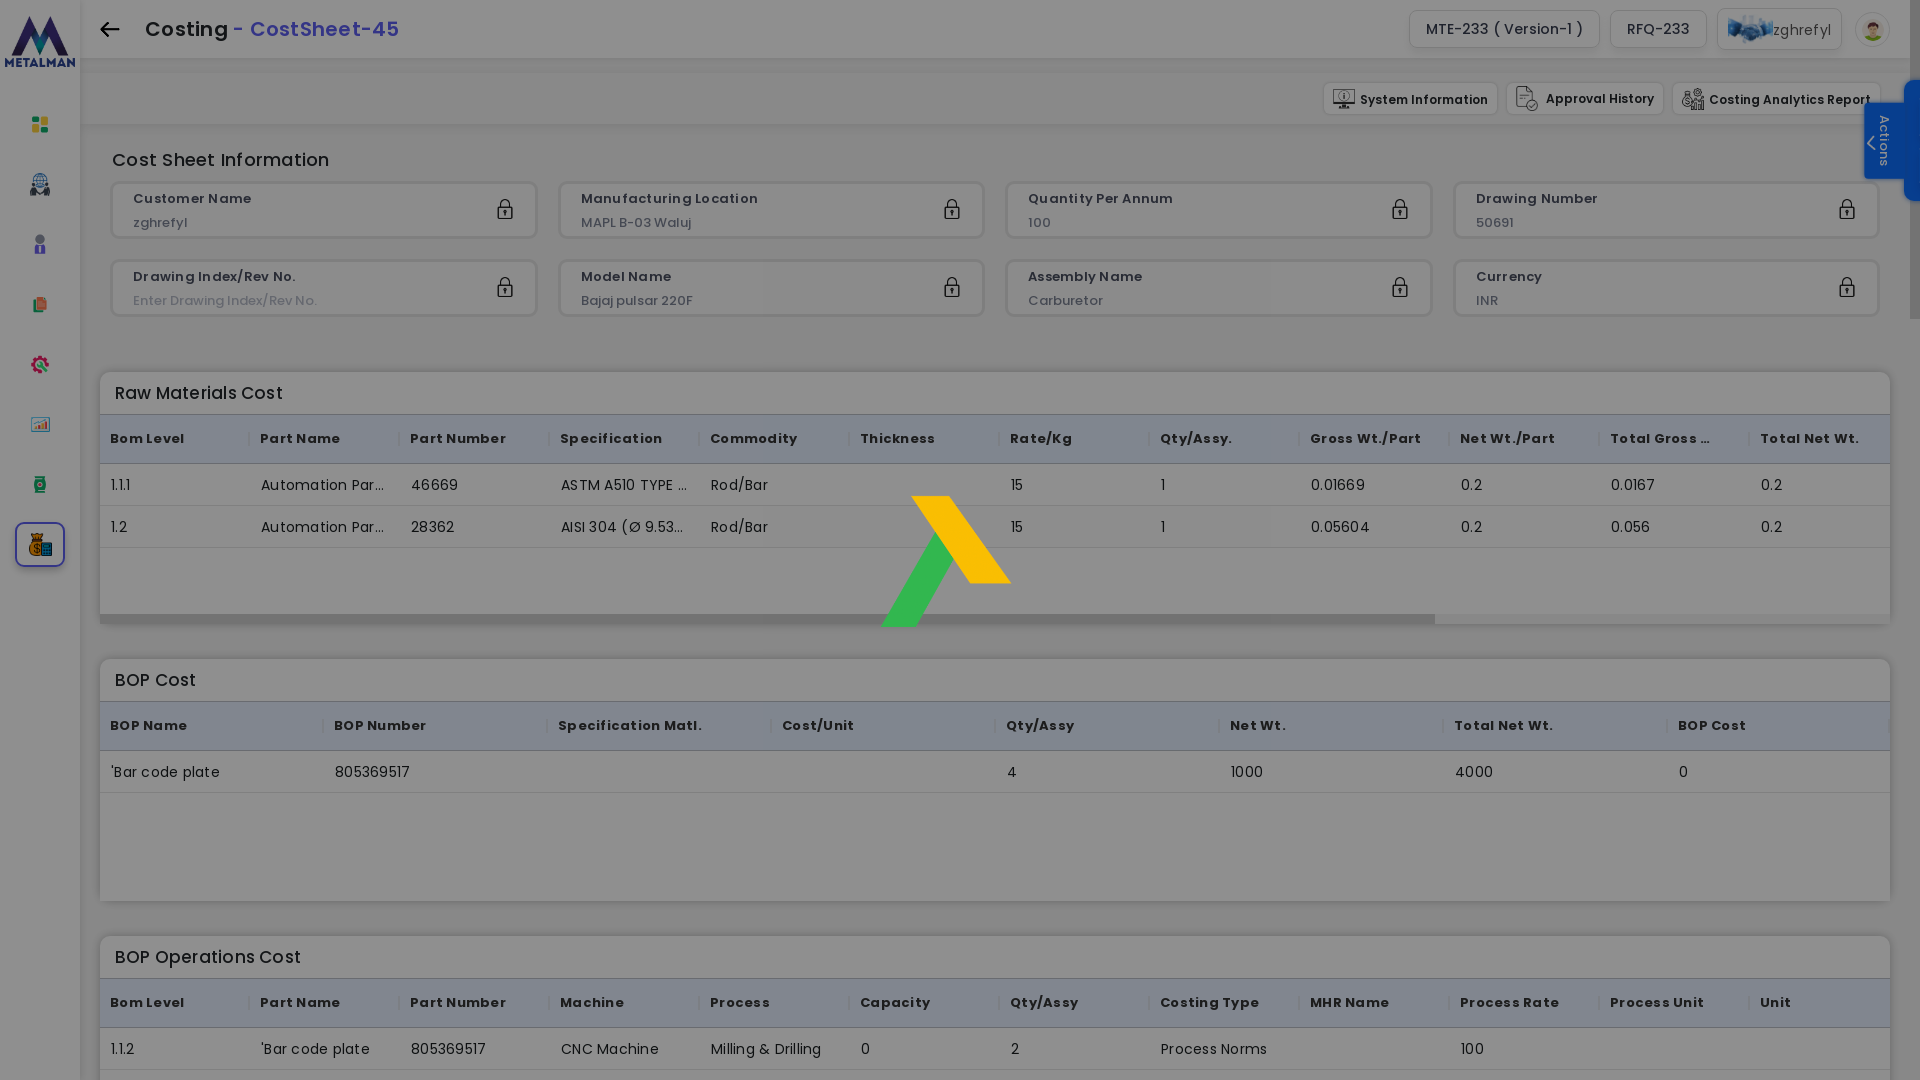 METALMAN
Costing - CostSheet-45
MTE-233 ( Version-1 )
RFQ-233
zghrefyl
System Information
Approval History
Costing Analytics Report
Actions
Cost Sheet Information
Customer Name
zghrefyl
Manufacturing Location
MAPL B-03 Waluj
Quantity Per Annum
100
Drawing Number
50691
Drawing Index/Rev No.
Enter Drawing Index/Rev No.
Model Name
Bajaj pulsar 220F
Assembly Name
Carburetor
Currency
INR
Raw Materials Cost
Bom Level Part Name Part Number Specification Commodity Thickness Rate/Kg Qty/Assy. Gross Wt./Part Net Wt./Part Total Gross ... Total Net Wt.
1.1.1 Automation Par... 46669 ASTM A510 TYPE ... Rod/Bar 15 1 0.01669 0.2 0.0167 0.2
1.2 Automation Par... 28362 AISI 304 (Ø 9.53... Rod/Bar 15 1 0.05604 0.2 0.056 0.2
BOP Cost
BOP Name BOP Number Specification Matl. Cost/Unit Qty/Assy Net Wt. Total Net Wt. BOP Cost
'Bar code plate 805369517 4 1000 4000 0
BOP Operations Cost
Bom Level Part Name Part Number Machine Process Capacity Qty/Assy Costing Type MHR Name Process Rate Process Unit Unit
1.1.2 'Bar code plate 805369517 CNC Machine Milling & Drilling 0 2 Process Norms 100